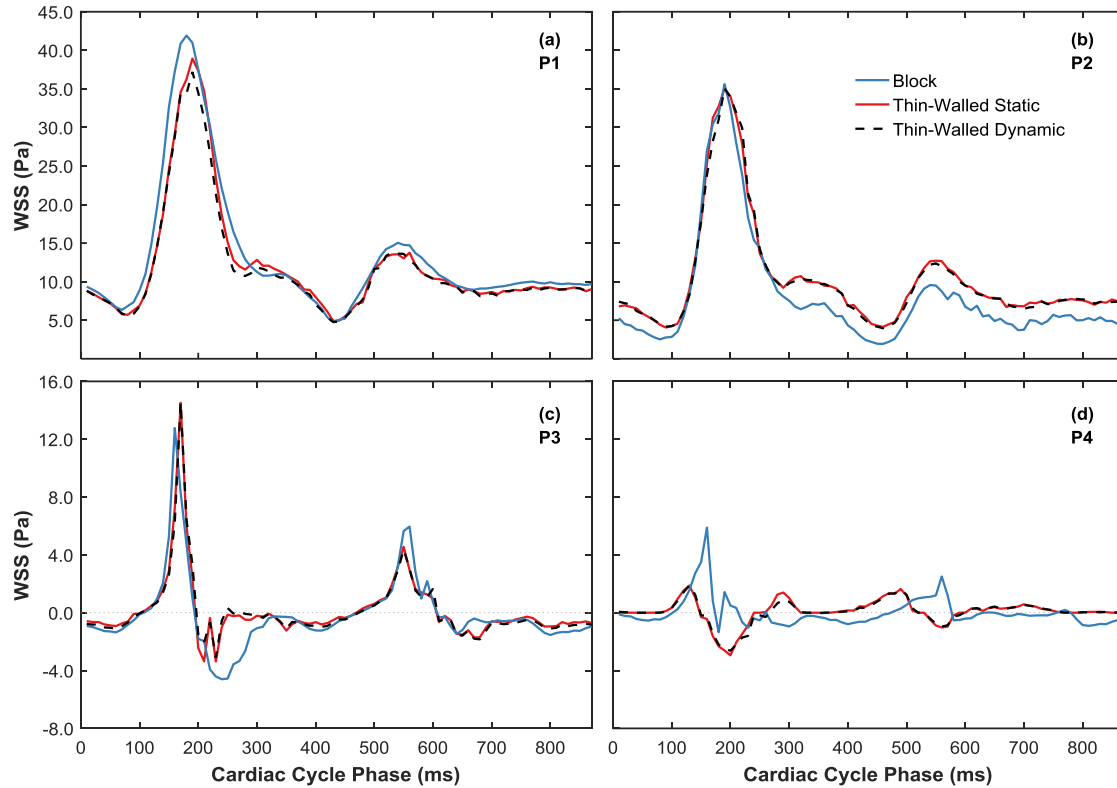 45.0
40.0
35.0
30.0
25.0
20.0
15.0
10.0
5.0
WSS (Pa)
(a)
P1
(b)
P2
Block
Thin-Walled Static
Thin-Walled Dynamic
16.0
12.0
8.0
4.0
0.0
-4.0
-8.0
WSS (Pa)
(c)
P3
0 100 200 300 400 500 600 700 800
Cardiac Cycle Phase (ms)
(d)
P4
0 100 200 300 400 500 600 700 800
Cardiac Cycle Phase (ms)
WSS (Pa)